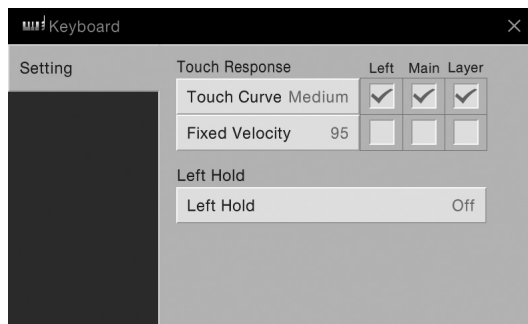 Keyboard
Setting
Touch Response Left Main Layer
Touch Curve Medium
Fixed Velocity 95
Left Hold
Left Hold Off